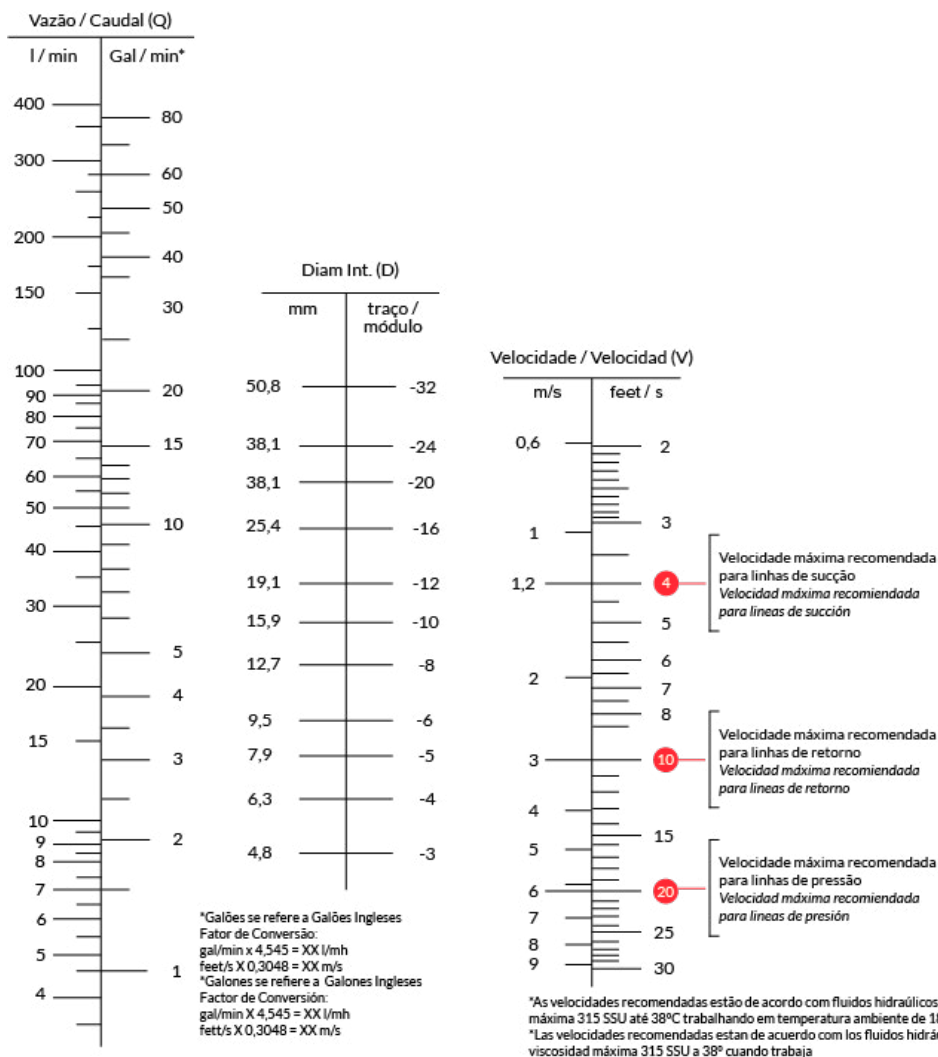 Vazão / Caudal (Q)
l / min Gal / min*
400
80
300
60
50
200
40
150
30
100
20
90
80
70
15
60
50
10
40
30
5
20
4
15
3
10
2
9
8
7
6
5
1
4
Diam Int. (D)
mm traço /
módulo
50,8 -32
38,1 -24
38,1 -20
25,4 -16
19,1 -12
15,9 -10
12,7 -8
9,5 -6
7,9 -5
6,3 -4
4,8 -3
*Galões se refere a Galões Ingleses
Fator de Conversão:
gal/min x 4,545 = XX l/mh
feet/s X 0,3048 = XX m/s
*Galones se refiere a Galones Ingleses
Factor de Conversión:
gal/min X 4,545 = XX l/mh
fett/s X 0,3048 = XX m/s
Velocidade / Velocidad (V)
m/s feet / s
0,6 2
3
1
1,2 4
5
6
2
7
8
3 10
4
15
5
6 20
7
25
8
9
30
Velocidade máxima recomendada
para linhas de sucção
Velocidad máxima recomiendada
para lineas de succión
Velocidade máxima recomendada
para linhas de retorno
Velocidad máxima recomiendada
para lineas de retorno
Velocidade máxima recomendada
para linhas de pressão
Velocidad máxima recomiendada
para lineas de presión
*As velocidades recomendadas estão de acordo com fluidos hidráulicos
máxima 315 SSU até 38ºC trabalhando em temperatura ambiente de 18
*Las velocidades recomendadas estan de acuerdo con los fluidos hidrá
viscosidad máxima 315 SSU a 38º cuando trabaja